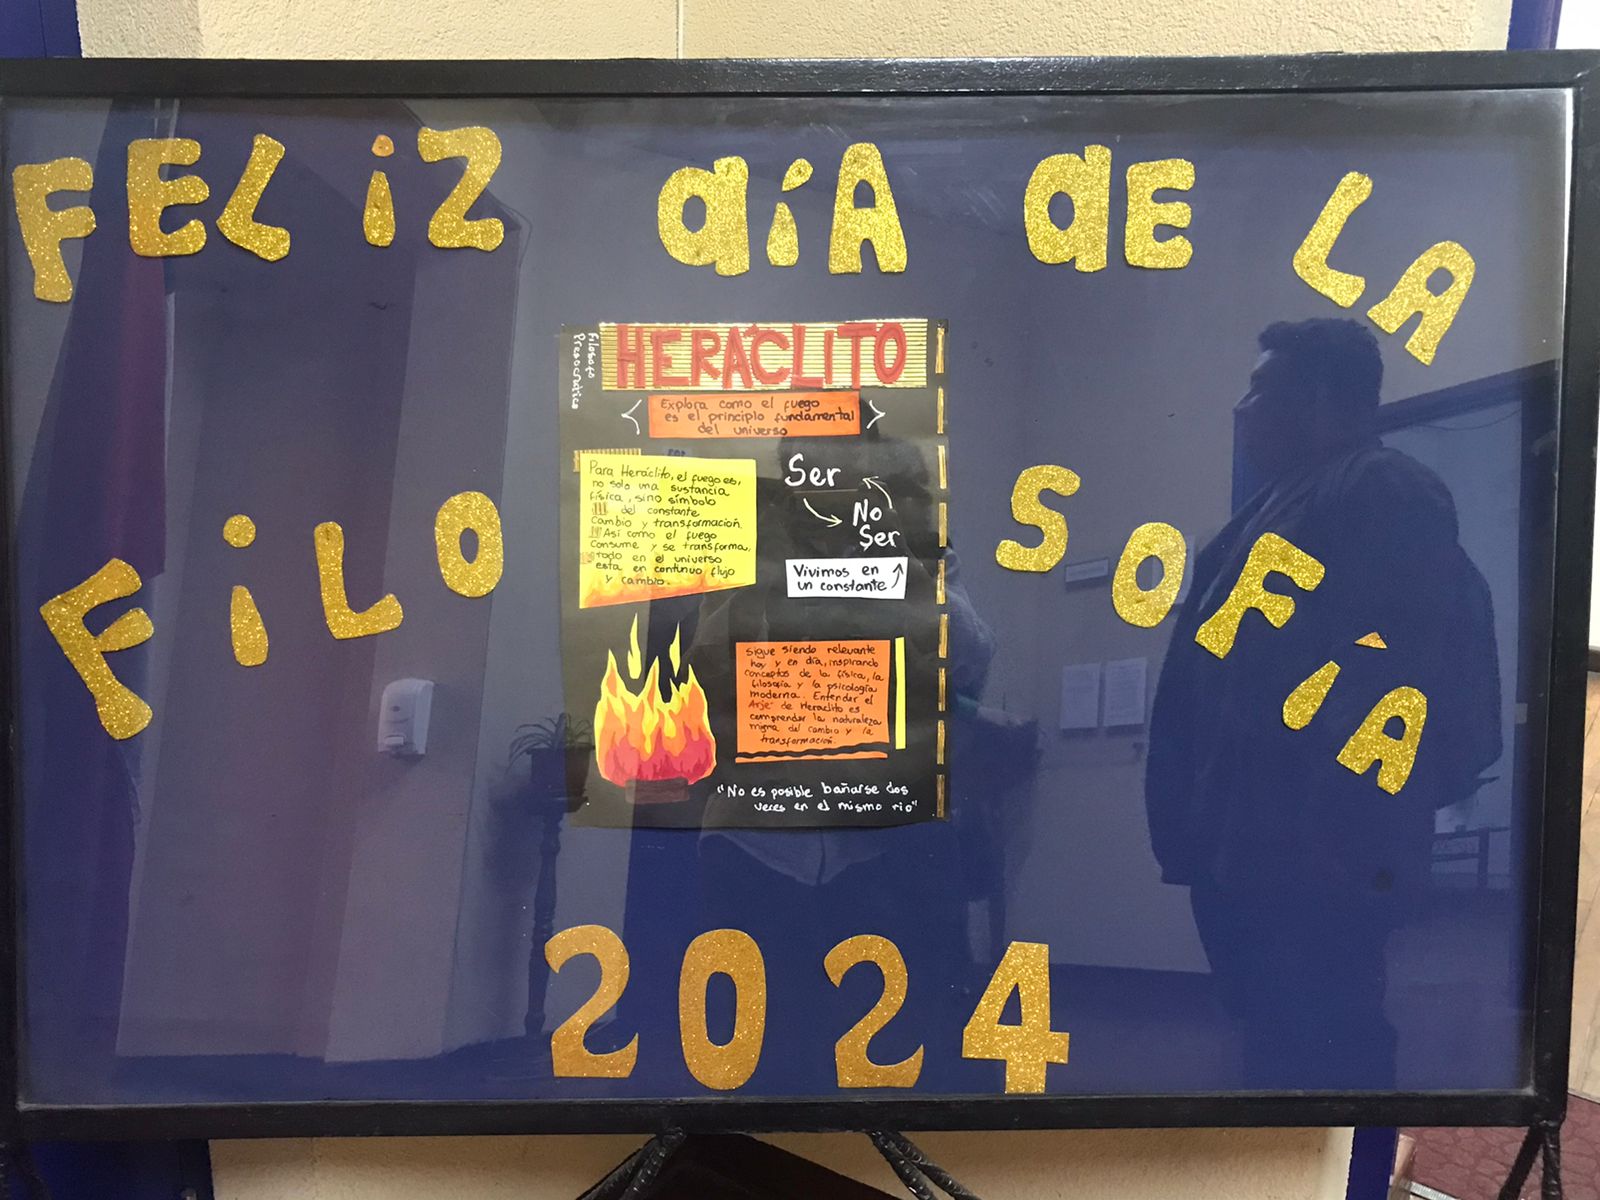 FELiZ dÍA dE LA
FiLO SOFÍA
2024
Filosofo
Presocrático
HERÁCLITO
Explora como el fuego
es el principio fundamental
del universo
Para Heráclito, el fuego es,
no solo una sustancia
física, sino símbolo
del constante
cambio y transformación.
Así como el fuego
consume y se transforma,
todo en el universo
esta en continuo flujo
y cambio.
Ser
No
Ser
Vivimos en
un constante
Sigue siendo relevante
hoy y en día, inspirando
conceptos de la física, la
filosofía y la psicología
moderna. Entender el
Arjé de Heraclito es
comprender la naturaleza
misma del cambio y la
transformación.
"No es posible bañarse dos
veces en el mismo rio"